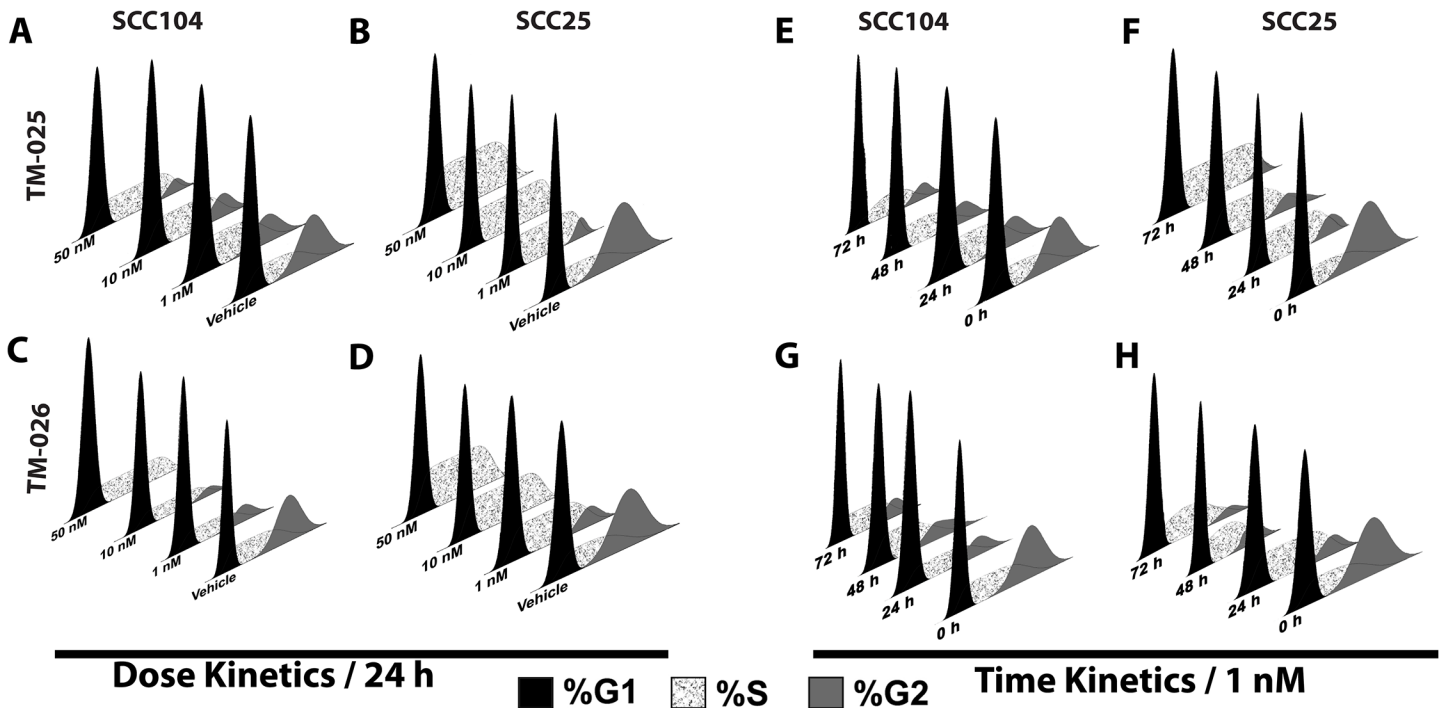 A SCC104 B SCC25 E SCC104 F SCC25
TM-025
50 nM
10 nM
1 nM
Vehicle
50 nM
10 nM
1 nM
Vehicle
72 h
48 h
24 h
0 h
72 h
48 h
24 h
0 h
C D G H
TM-026
50 nM
10 nM
1 nM
Vehicle
50 nM
10 nM
1 nM
Vehicle
72 h
48 h
24 h
0 h
72 h
48 h
24 h
0 h
Dose Kinetics / 24 h
Time Kinetics / 1 nM
%G1 %S %G2